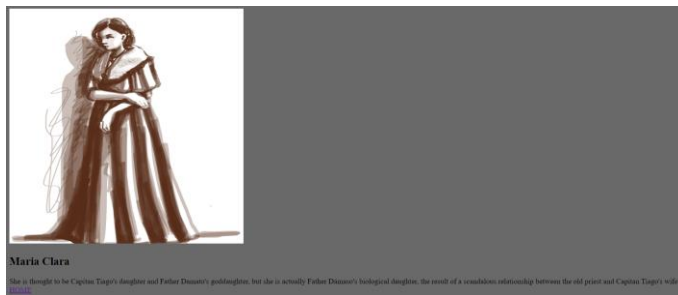 Maria Clara
She is thought to be Capitan Tiago's daughter and Father Damaso's goddaughter, but she is actually Father Damaso's biological daughter, the result of a scandalous relationship between the old priest and Capitan Tiago's wife
HOME